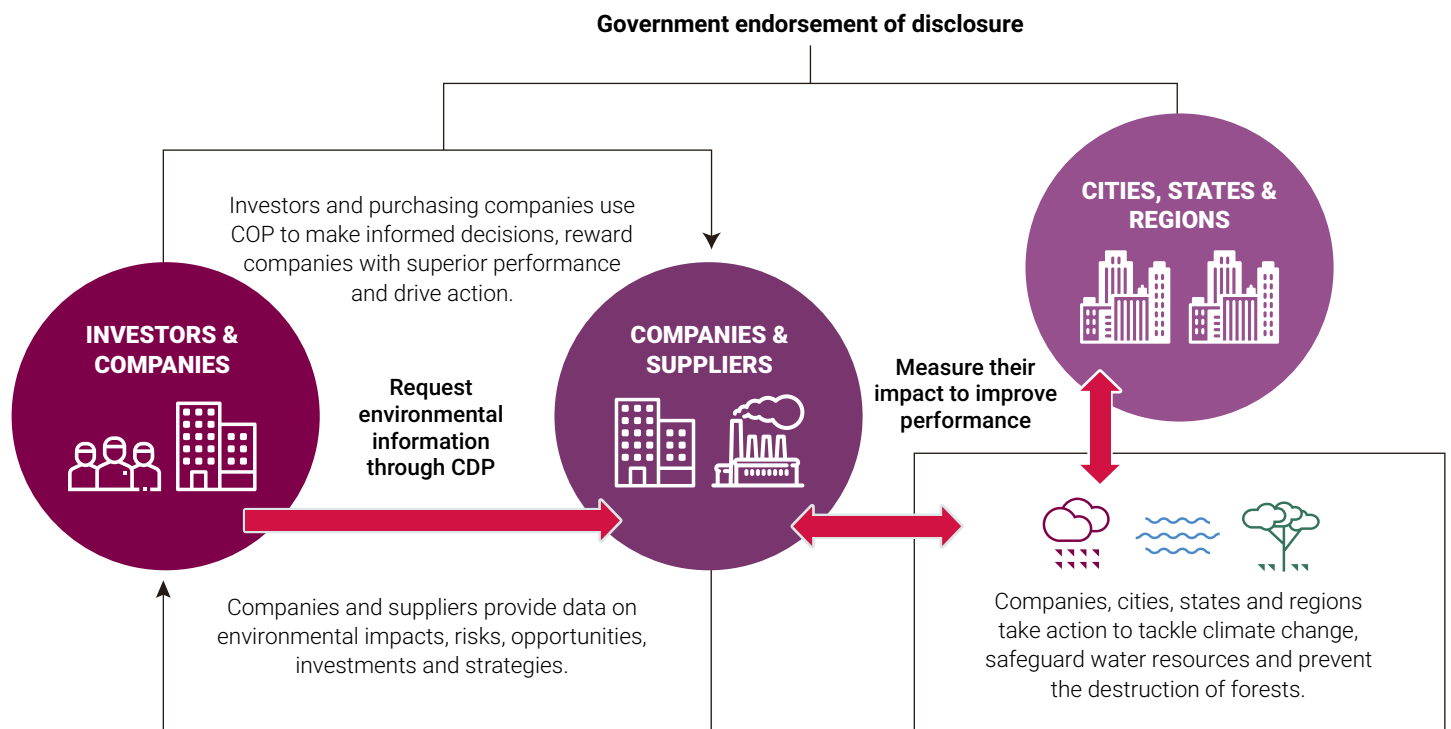 Government endorsement of disclosure
Investors and purchasing companies use
COP to make informed decisions, reward
companies with superior performance
and drive action.
CITIES, STATES &
REGIONS
INVESTORS &
COMPANIES
Request
environmental
information
through CDP
COMPANIES &
SUPPLIERS
Measure their
impact to improve
performance
Companies and suppliers provide data on
environmental impacts, risks, opportunities,
investments and strategies.
Companies, cities, states and regions
take action to tackle climate change,
safeguard water resources and prevent
the destruction of forests.